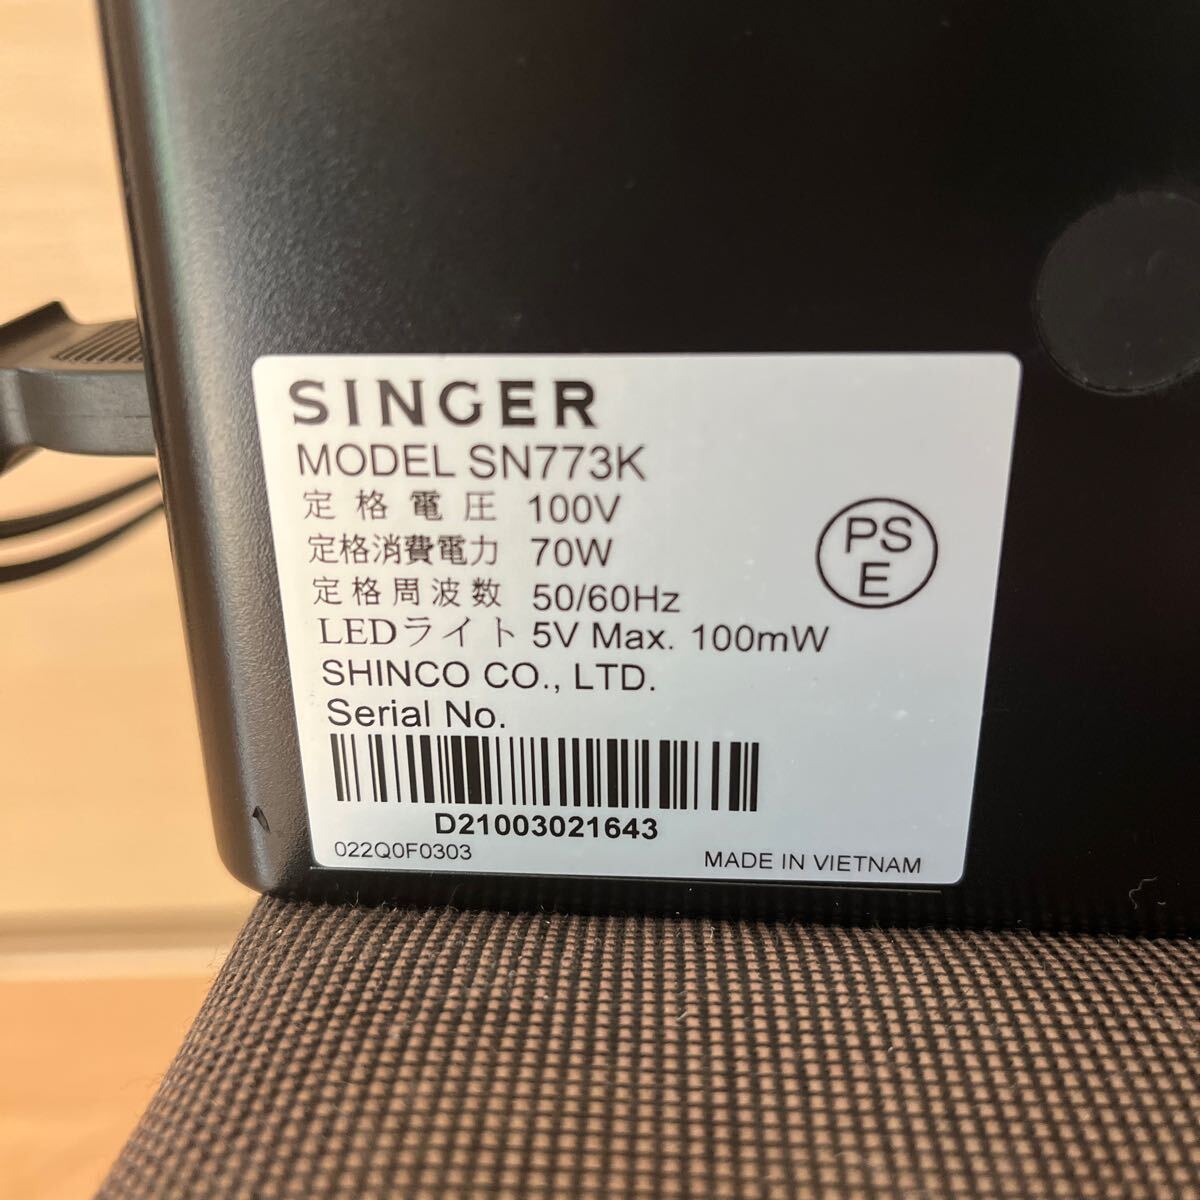 SINGER
MODEL SN773K
定格電圧 100V
定格消費電力 70W
定格周波数 50/60Hz
LEDライト 5V Max. 100mW
PS
E
SHINCO CO., LTD.
Serial No.
D21003021643
022Q0F0303
MADE IN VIETNAM